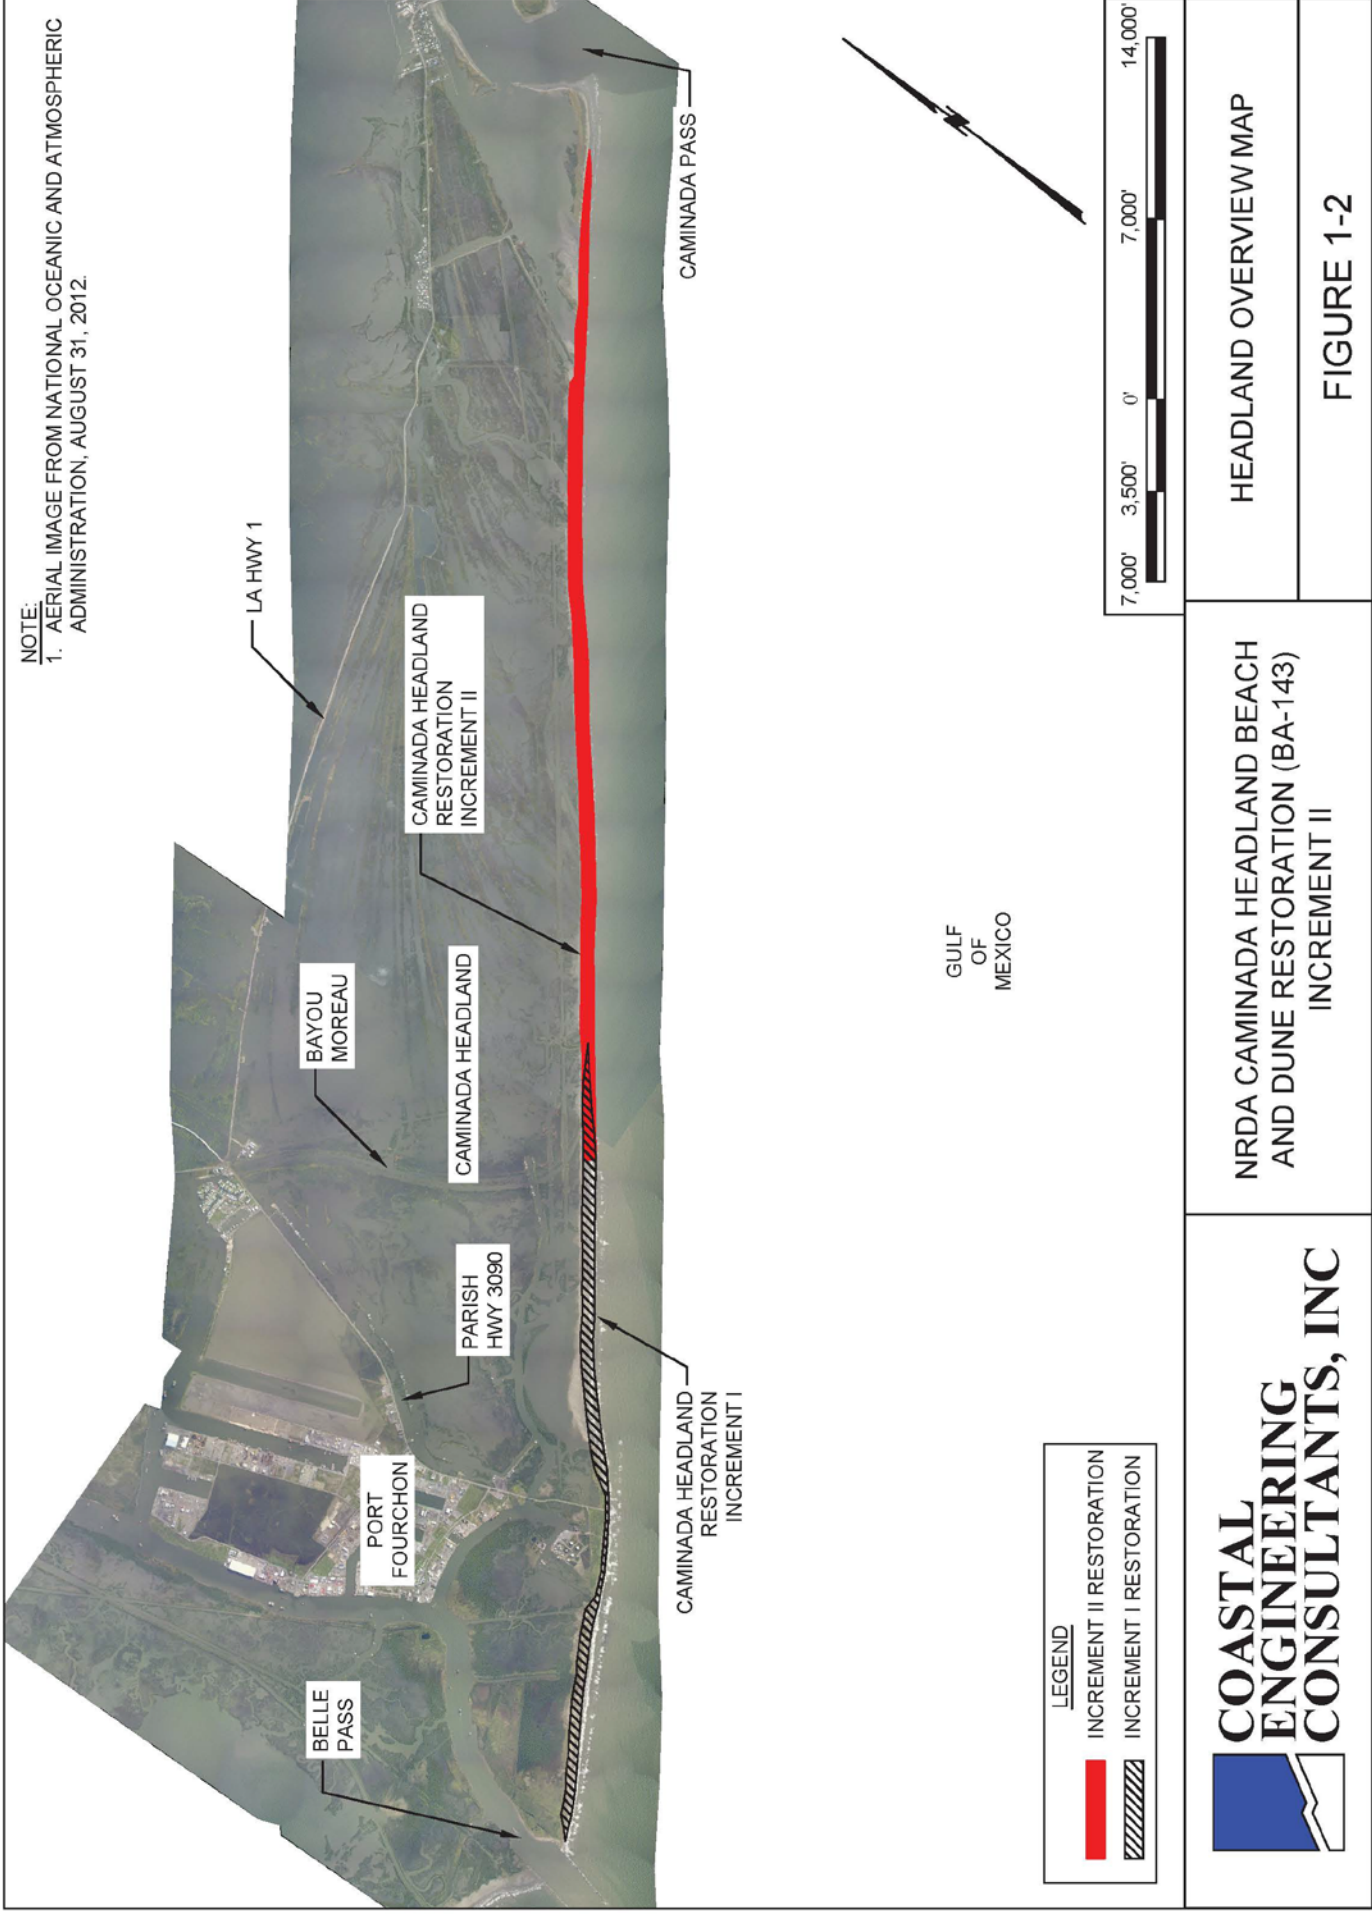 NOTE:
1. AERIAL IMAGE FROM NATIONAL OCEANIC AND ATMOSPHERIC
ADMINISTRATION, AUGUST 31, 2012.
LA HWY 1
BAYOU
MOREAU
BELLE
PASS
PORT
FOURCHON
PARISH
HWY 3090
CAMINADA HEADLAND
CAMINADA HEADLAND
RESTORATION
INCREMENT II
CAMINADA PASS
CAMINADA HEADLAND
RESTORATION
INCREMENT I
GULF
OF
MEXICO
LEGEND
INCREMENT II RESTORATION
INCREMENT I RESTORATION
7,000' 3,500' 0' 7,000' 14,000'
COASTAL
ENGINEERING
CONSULTANTS, INC
NRDA CAMINADA HEADLAND BEACH
AND DUNE RESTORATION (BA-143)
INCREMENT II
HEADLAND OVERVIEW MAP
FIGURE 1-2